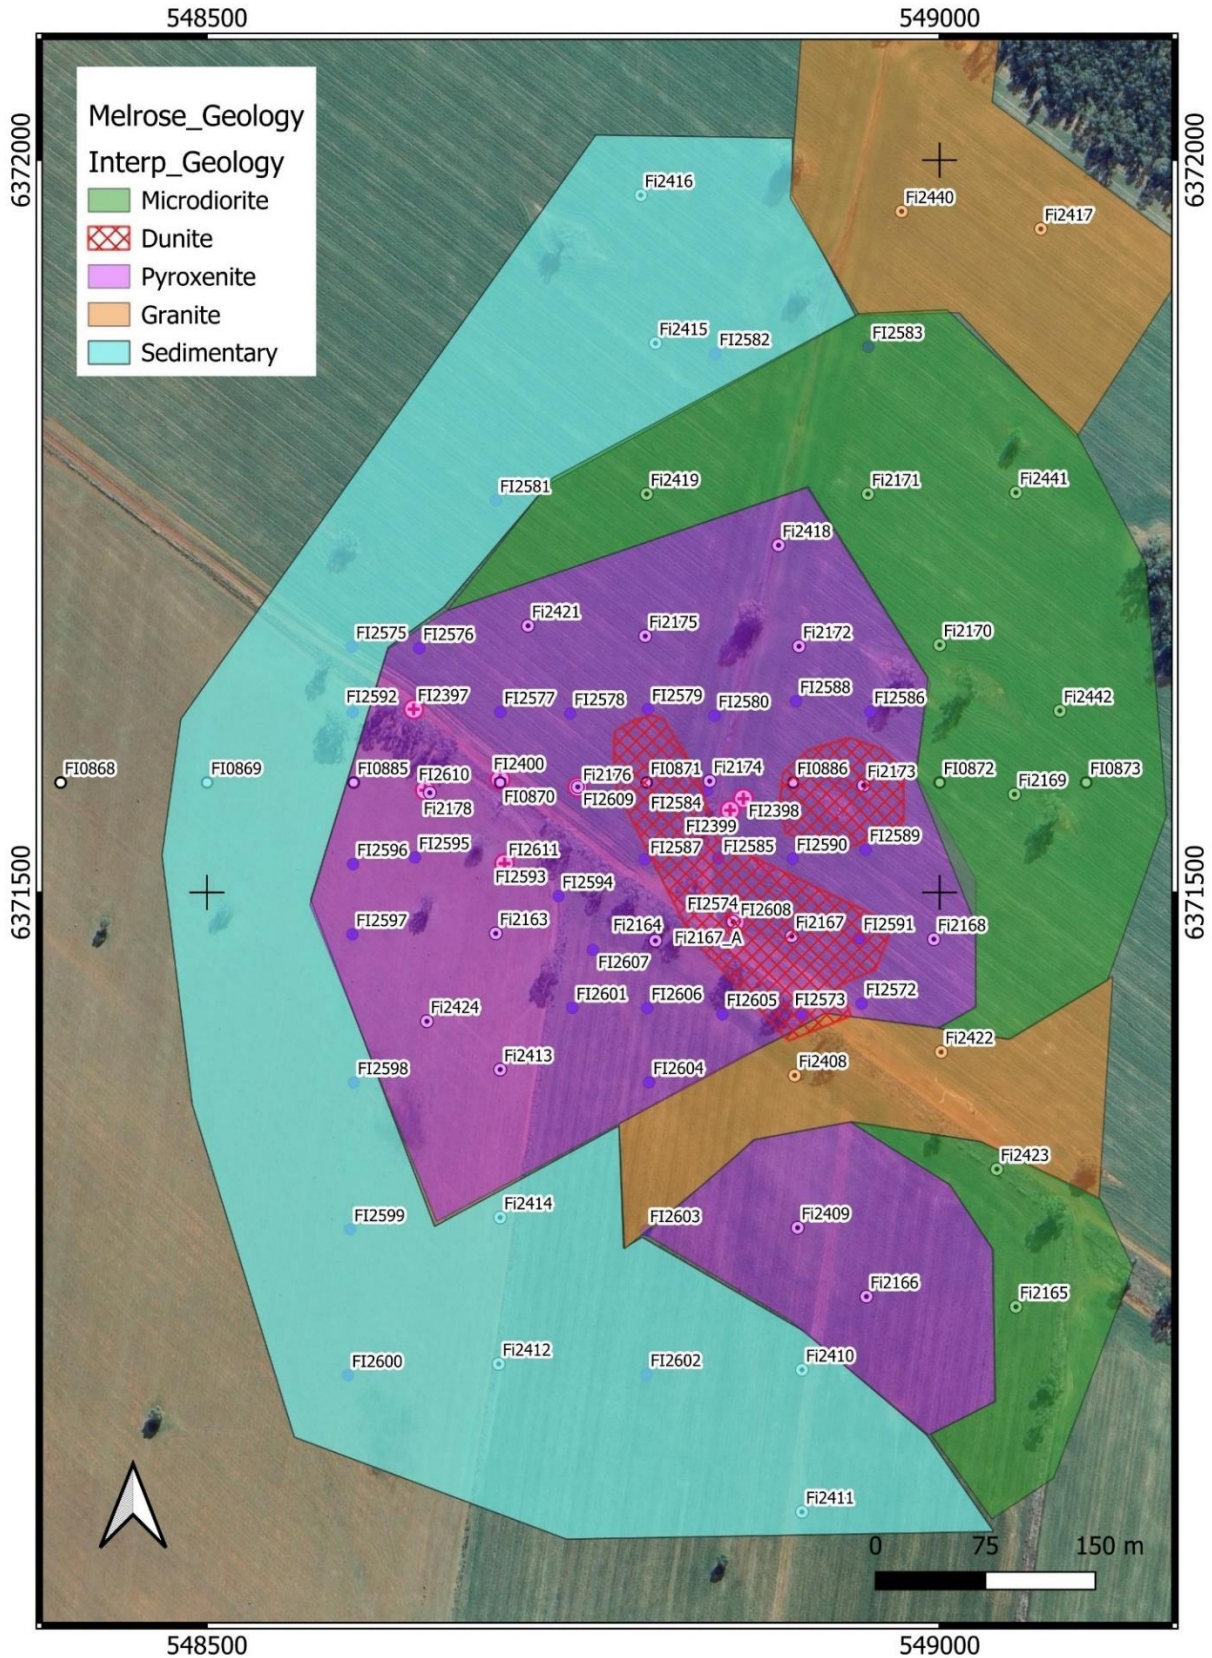 548500
549000
6372000
6372000
Melrose_Geology
Interp_Geology
Microdiorite
Dunite
Pyroxenite
Granite
Sedimentary
Fi2416
Fi2440
Fi2417
Fi2415
FI2582
FI2583
FI2581
Fi2419
Fi2171
Fi2441
Fi2418
Fi2421
FI2575
FI2576
Fi2175
Fi2172
Fi2170
FI2592
FI2397
FI2577
FI2578
FI2579
FI2580
FI2588
FI2586
Fi2442
FI0868
FI0869
FI0885
FI2610
Fi2178
FI2400
FI0870
Fi2176
FI2609
FI0871
Fi2174
FI0886
Fi2173
FI0872
Fi2169
FI0873
FI2584
FI2398
FI2399
FI2596
FI2595
FI2611
FI2593
FI2587
FI2585
FI2590
FI2589
6371500
6371500
FI2594
FI2597
Fi2163
Fi2164
FI2574
FI2608
Fi2167_A
Fi2167
FI2591
Fi2168
FI2607
FI2601
FI2606
FI2605
FI2573
FI2572
Fi2424
Fi2413
FI2598
FI2604
Fi2408
Fi2422
Fi2423
FI2599
Fi2414
FI2603
Fi2409
Fi2166
Fi2165
FI2600
Fi2412
FI2602
Fi2410
Fi2411
0 75 150 m
548500
549000